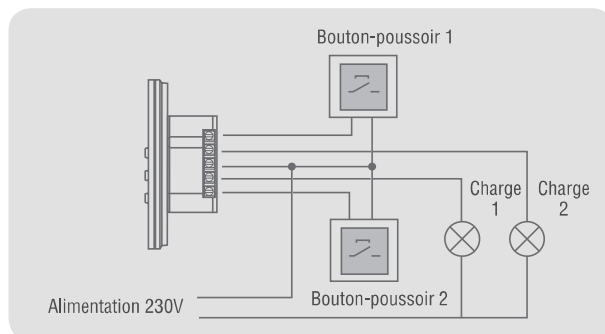 Bouton-poussoir 1
Charge
1
Charge
2
Bouton-poussoir 2
Alimentation 230V